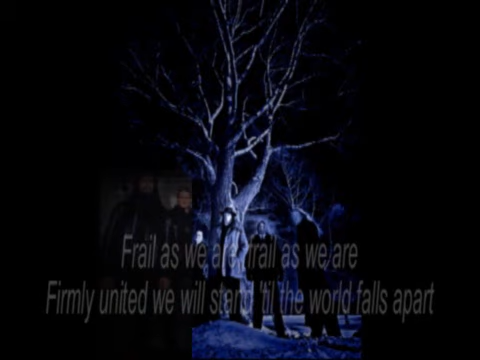 Frail as we are, frail as we are
Firmly united we will stand 'til the world falls apart